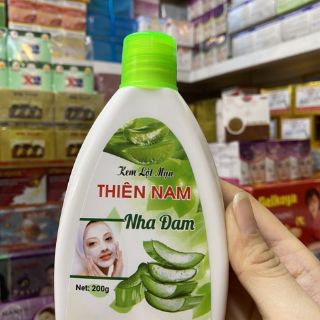 Kem Lột Mụn
THIÊN NAM
Nha Đam
Net: 200g